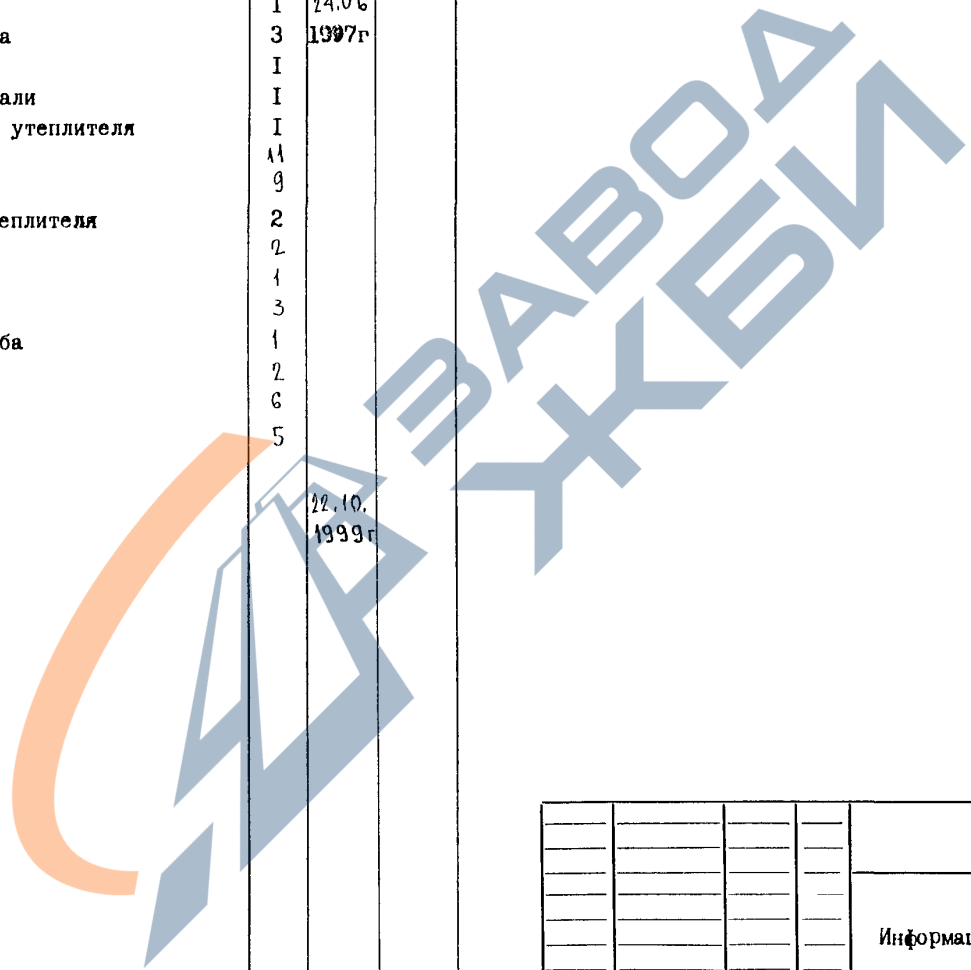 I 24.06
а 3 1997г
I
али I
утеплителя I
11
9
еплителя 2
2
1
3
ба 1
2
6
5
22.10.
1999г
ЗАВОД
ЖБИ
Информац